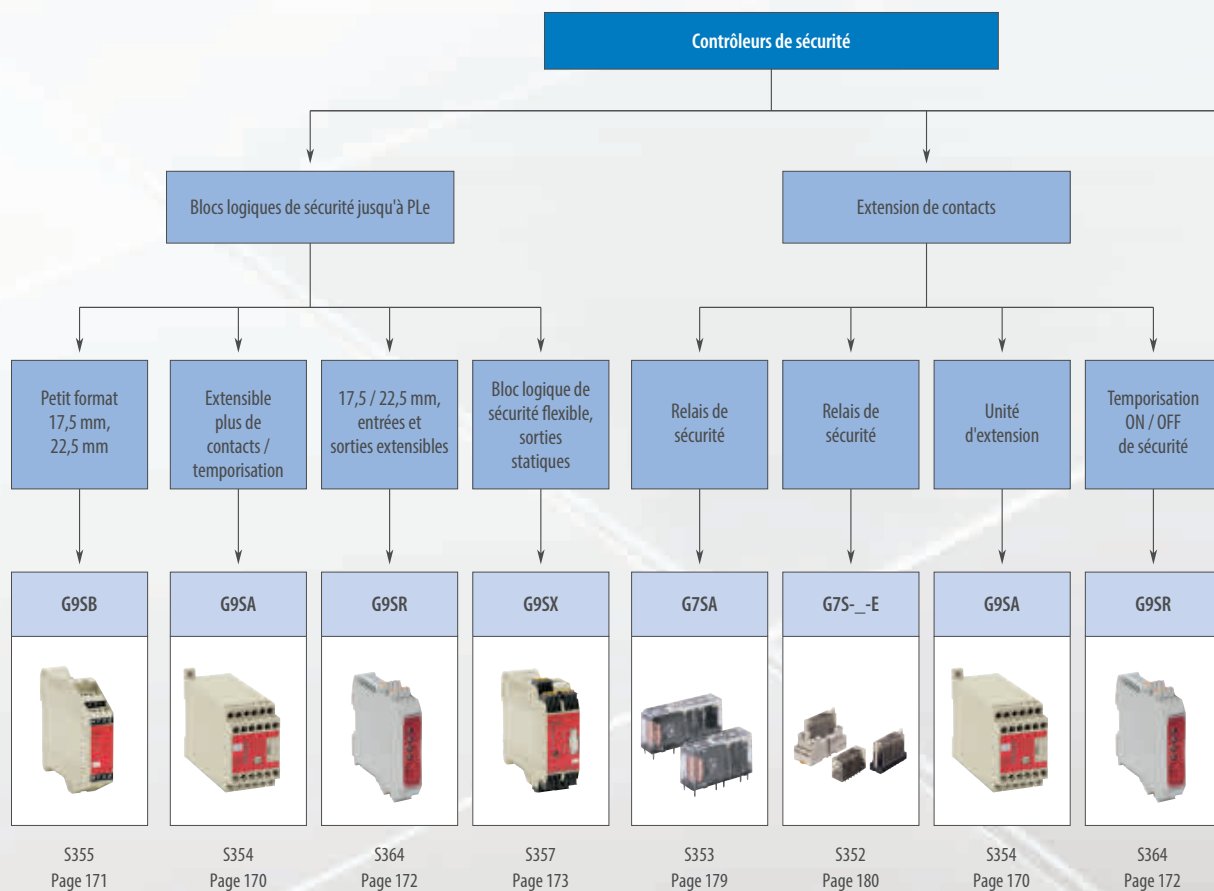 Contrôleurs de sécurité
Blocs logiques de sécurité jusqu'à PLe
Extension de contacts
Petit format
17,5 mm,
22,5 mm
Extensible
plus de
contacts /
temporisation
17,5 / 22,5 mm,
entrées et
sorties extensibles
Bloc logique de
sécurité flexible,
sorties
statiques
Relais de
sécurité
Relais de
sécurité
Unité
d'extension
Temporisation
ON / OFF
de sécurité
G9SB
G9SA
G9SR
G9SX
G7SA
G7S-_-E
G9SA
G9SR
S355
Page 171
S354
Page 170
S364
Page 172
S357
Page 173
S353
Page 179
S352
Page 180
S354
Page 170
S364
Page 172